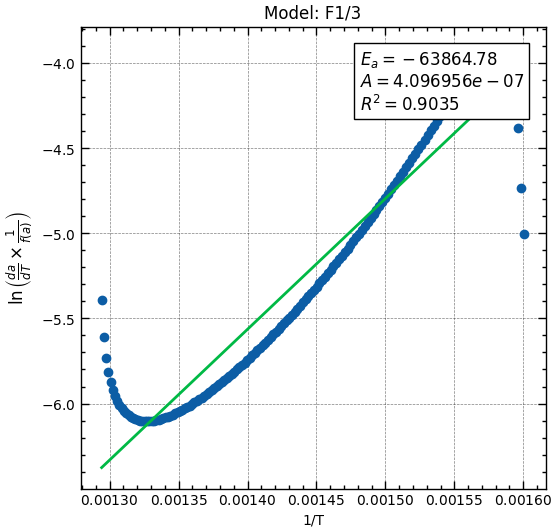 Model: F1/3
E_a = −63864.78
A = 4.096956e − 07
R² = 0.9035
ln(da/dT × 1/f(a))
−4.0
−4.5
−5.0
−5.5
−6.0
0.00130 0.00135 0.00140 0.00145 0.00150 0.00155 0.00160
1/T